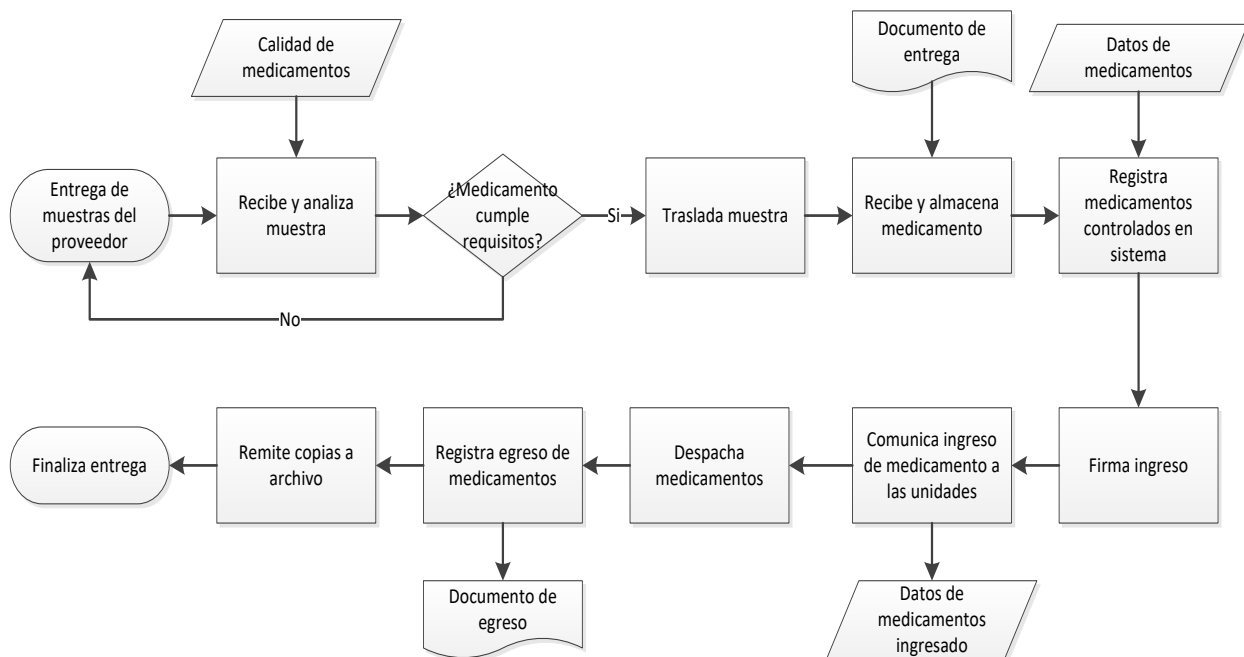 Calidad de
medicamentos
Documento de
entrega
Datos de
medicamentos
Entrega de
muestras del
proveedor
Recibe y analiza
muestra
¿Medicamento
cumple
requisitos?
Si
Traslada muestra
Recibe y almacena
medicamento
Registra
medicamentos
controlados en
sistema
No
Finaliza entrega
Remite copias a
archivo
Registra egreso de
medicamentos
Despacha
medicamentos
Comunica ingreso
de medicamento a
las unidades
Firma ingreso
Documento de
egreso
Datos de
medicamentos
ingresado